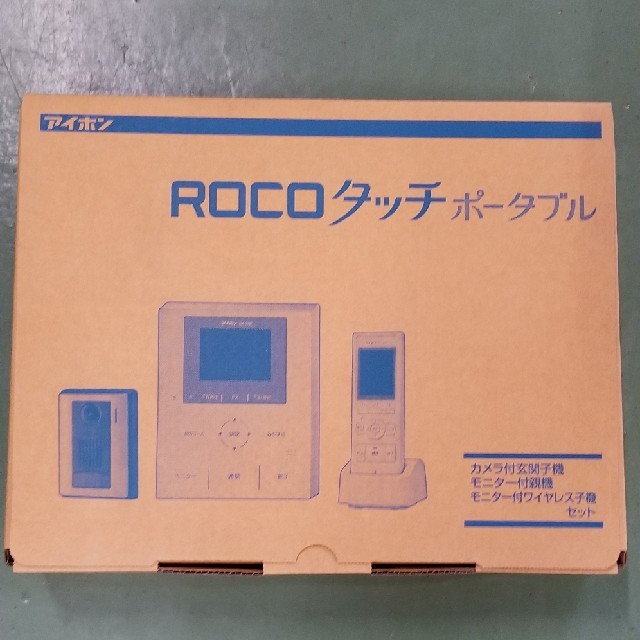 アイホン
ROCOタッチ ポータブル
カメラ付玄関子機
モニター付親機
モニター付ワイヤレス子機
セット